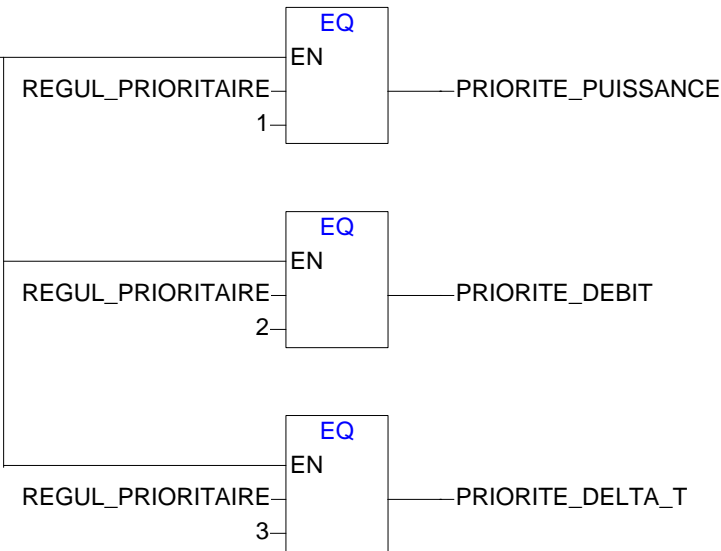 EQ
EN
REGUL_PRIORITAIRE
PRIORITE_PUISSANCE
1
EQ
EN
REGUL_PRIORITAIRE
PRIORITE_DEBIT
2
EQ
EN
REGUL_PRIORITAIRE
PRIORITE_DELTA_T
3